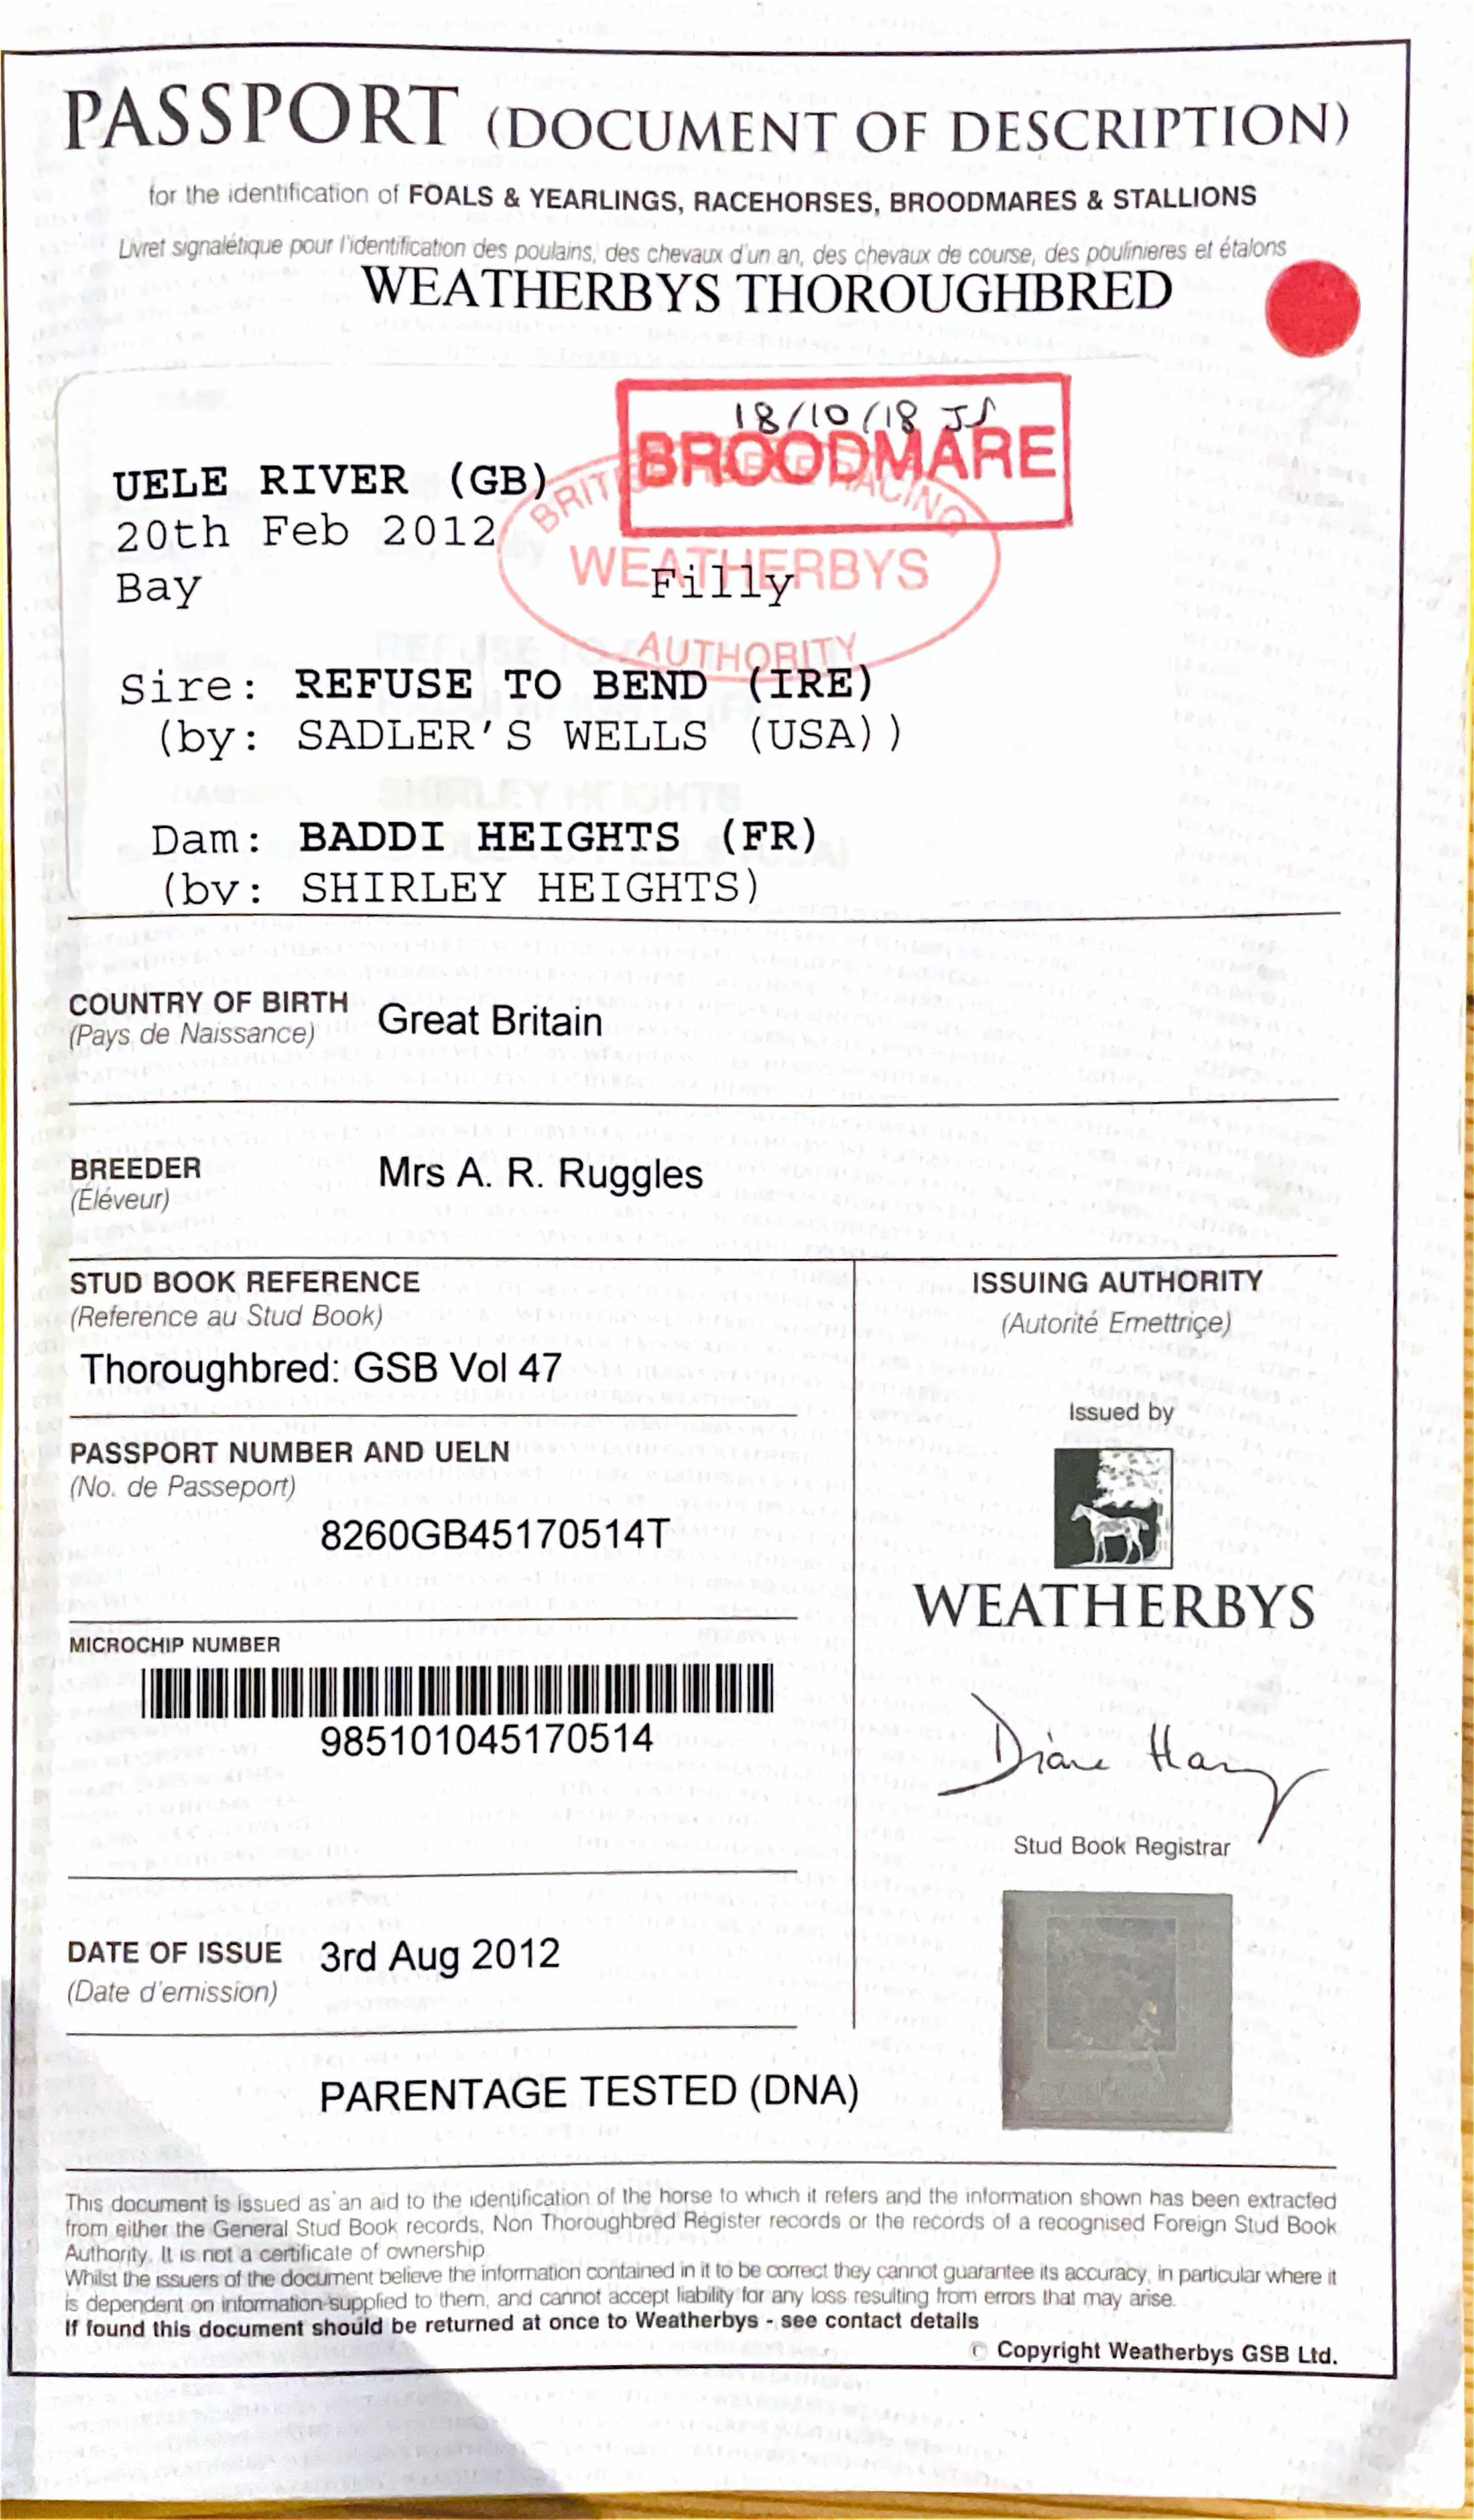 PASSPORT (DOCUMENT OF DESCRIPTION)
for the identification of FOALS & YEARLINGS, RACEHORSES, BROODMARES & STALLIONS
Livret signalétique pour l'identification des poulains, des chevaux d'un an, des chevaux de course, des poulinieres et étalons
WEATHERBYS THOROUGHBRED
18/10/18 JS
BROODMARE
UELE RIVER (GB)
20th Feb 2012
Bay Filly
WEATHERBYS
AUTHORITY
Sire: REFUSE TO BEND (IRE)
(by: SADLER'S WELLS (USA))
Dam: BADDI HEIGHTS (FR)
(by: SHIRLEY HEIGHTS)
COUNTRY OF BIRTH Great Britain
(Pays de Naissance)
BREEDER Mrs A. R. Ruggles
(Eléveur)
STUD BOOK REFERENCE
(Reference au Stud Book)
Thoroughbred: GSB Vol 47
PASSPORT NUMBER AND UELN
(No. de Passeport)
8260GB45170514T
MICROCHIP NUMBER
985101045170514
DATE OF ISSUE 3rd Aug 2012
(Date d'emission)
ISSUING AUTHORITY
(Autorité Emettriçe)
Issued by
WEATHERBYS
Diane
Stud Book Registrar
PARENTAGE TESTED (DNA)
This document is issued as an aid to the identification of the horse to which it refers and the information shown has been extracted
from either the General Stud Book records, Non Thoroughbred Register records or the records of a recognised Foreign Stud Book
Authority. It is not a certificate of ownership
Whilst the issuers of the document believe the information contained in it to be correct they cannot guarantee its accuracy, in particular where it
is dependent on information supplied to them, and cannot accept liability for any loss resulting from errors that may arise.
If found this document should be returned at once to Weatherbys - see contact details
© Copyright Weatherbys GSB Ltd.